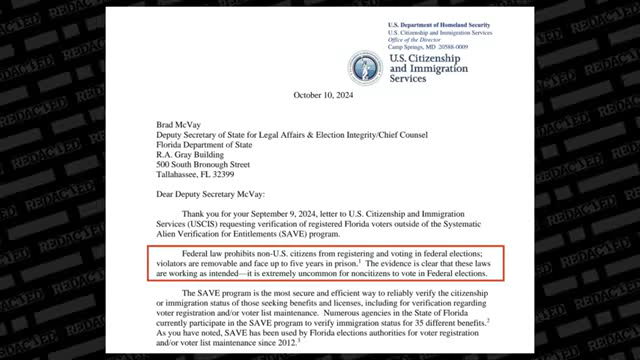 U.S. Department of Homeland Security
U.S. Citizenship and Immigration Services
Office of the Director
Camp Springs, MD 20588-0009
U.S. Citizenship
and Immigration
Services
October 10, 2024
Brad McVay
Deputy Secretary of State for Legal Affairs & Election Integrity/Chief Counsel
Florida Department of State
R.A. Gray Building
500 South Bronough Street
Tallahassee, FL 32399
Dear Deputy Secretary McVay:
Thank you for your September 9, 2024, letter to U.S. Citizenship and Immigration
Services (USCIS) requesting verification of registered Florida voters outside of the Systematic
Alien Verification for Entitlements (SAVE) program.
Federal law prohibits non-U.S. citizens from registering and voting in federal elections;
violators are removable and face up to five years in prison.¹ The evidence is clear that these laws
are working as intended—it is extremely uncommon for noncitizens to vote in Federal elections.
The SAVE program is the most secure and efficient way to reliably verify the citizenship
or immigration status of those seeking benefits and licenses, including for verification regarding
voter registration and/or voter list maintenance. Numerous agencies in the State of Florida
currently participate in the SAVE program to verify immigration status for 35 different benefits.²
As you have noted, SAVE has been used by Florida elections authorities for voter registration
and/or voter list maintenance since 2012.³
REDACTED